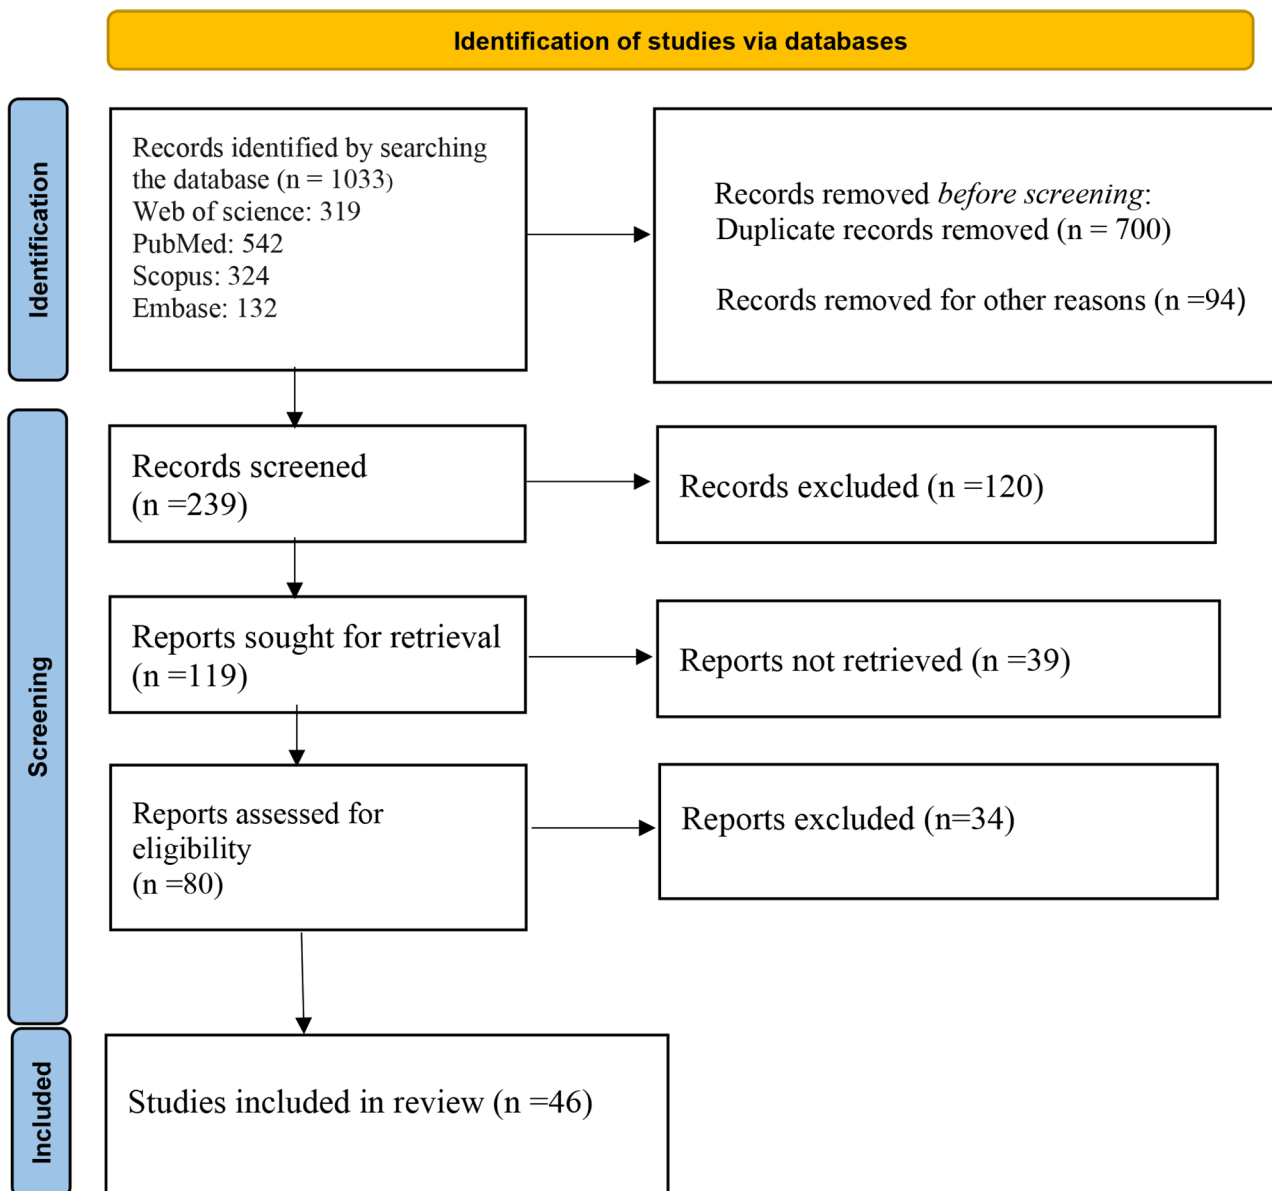 Identification of studies via databases
Identification
Records identified by searching
the database (n = 1033)
Web of science: 319
PubMed: 542
Scopus: 324
Embase: 132
Records removed before screening:
Duplicate records removed (n = 700)
Records removed for other reasons (n =94)
Screening
Records screened
(n =239)
Records excluded (n =120)
Reports sought for retrieval
(n =119)
Reports not retrieved (n =39)
Reports assessed for
eligibility
(n =80)
Reports excluded (n=34)
Included
Studies included in review (n =46)